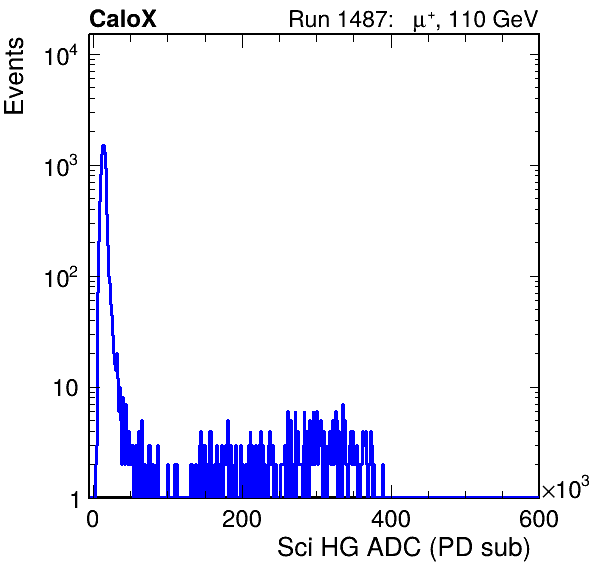 CaloX Run 1487: μ⁺, 110 GeV
Events
10⁴
10³
10²
10
1
0 200 400 600
×10³
Sci HG ADC (PD sub)